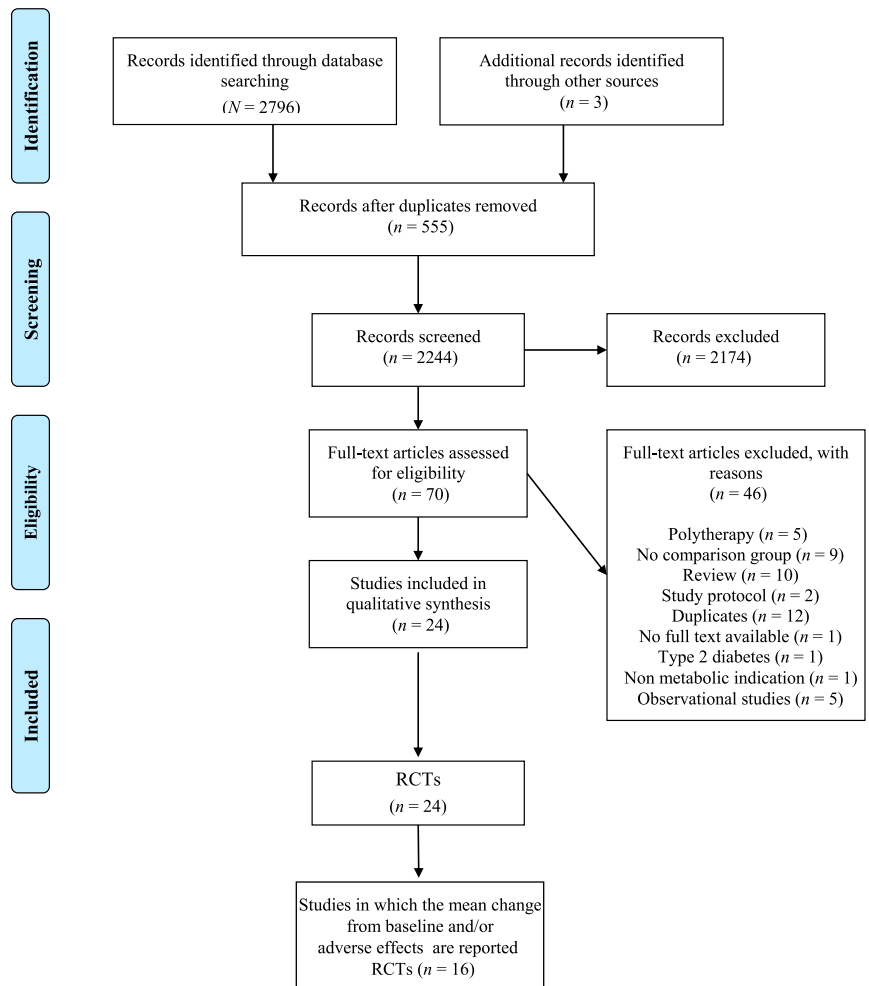 Identification
Records identified through database
searching
(N = 2796)
Additional records identified
through other sources
(n = 3)
Records after duplicates removed
(n = 555)
Screening
Records screened
(n = 2244)
Records excluded
(n = 2174)
Eligibility
Full-text articles assessed
for eligibility
(n = 70)
Full-text articles excluded, with
reasons
(n = 46)
Polytherapy (n = 5)
No comparison group (n = 9)
Review (n = 10)
Study protocol (n = 2)
Duplicates (n = 12)
No full text available (n = 1)
Type 2 diabetes (n = 1)
Non metabolic indication (n = 1)
Observational studies (n = 5)
Studies included in
qualitative synthesis
(n = 24)
Included
RCTs
(n = 24)
Studies in which the mean change
from baseline and/or
adverse effects are reported
RCTs (n = 16)